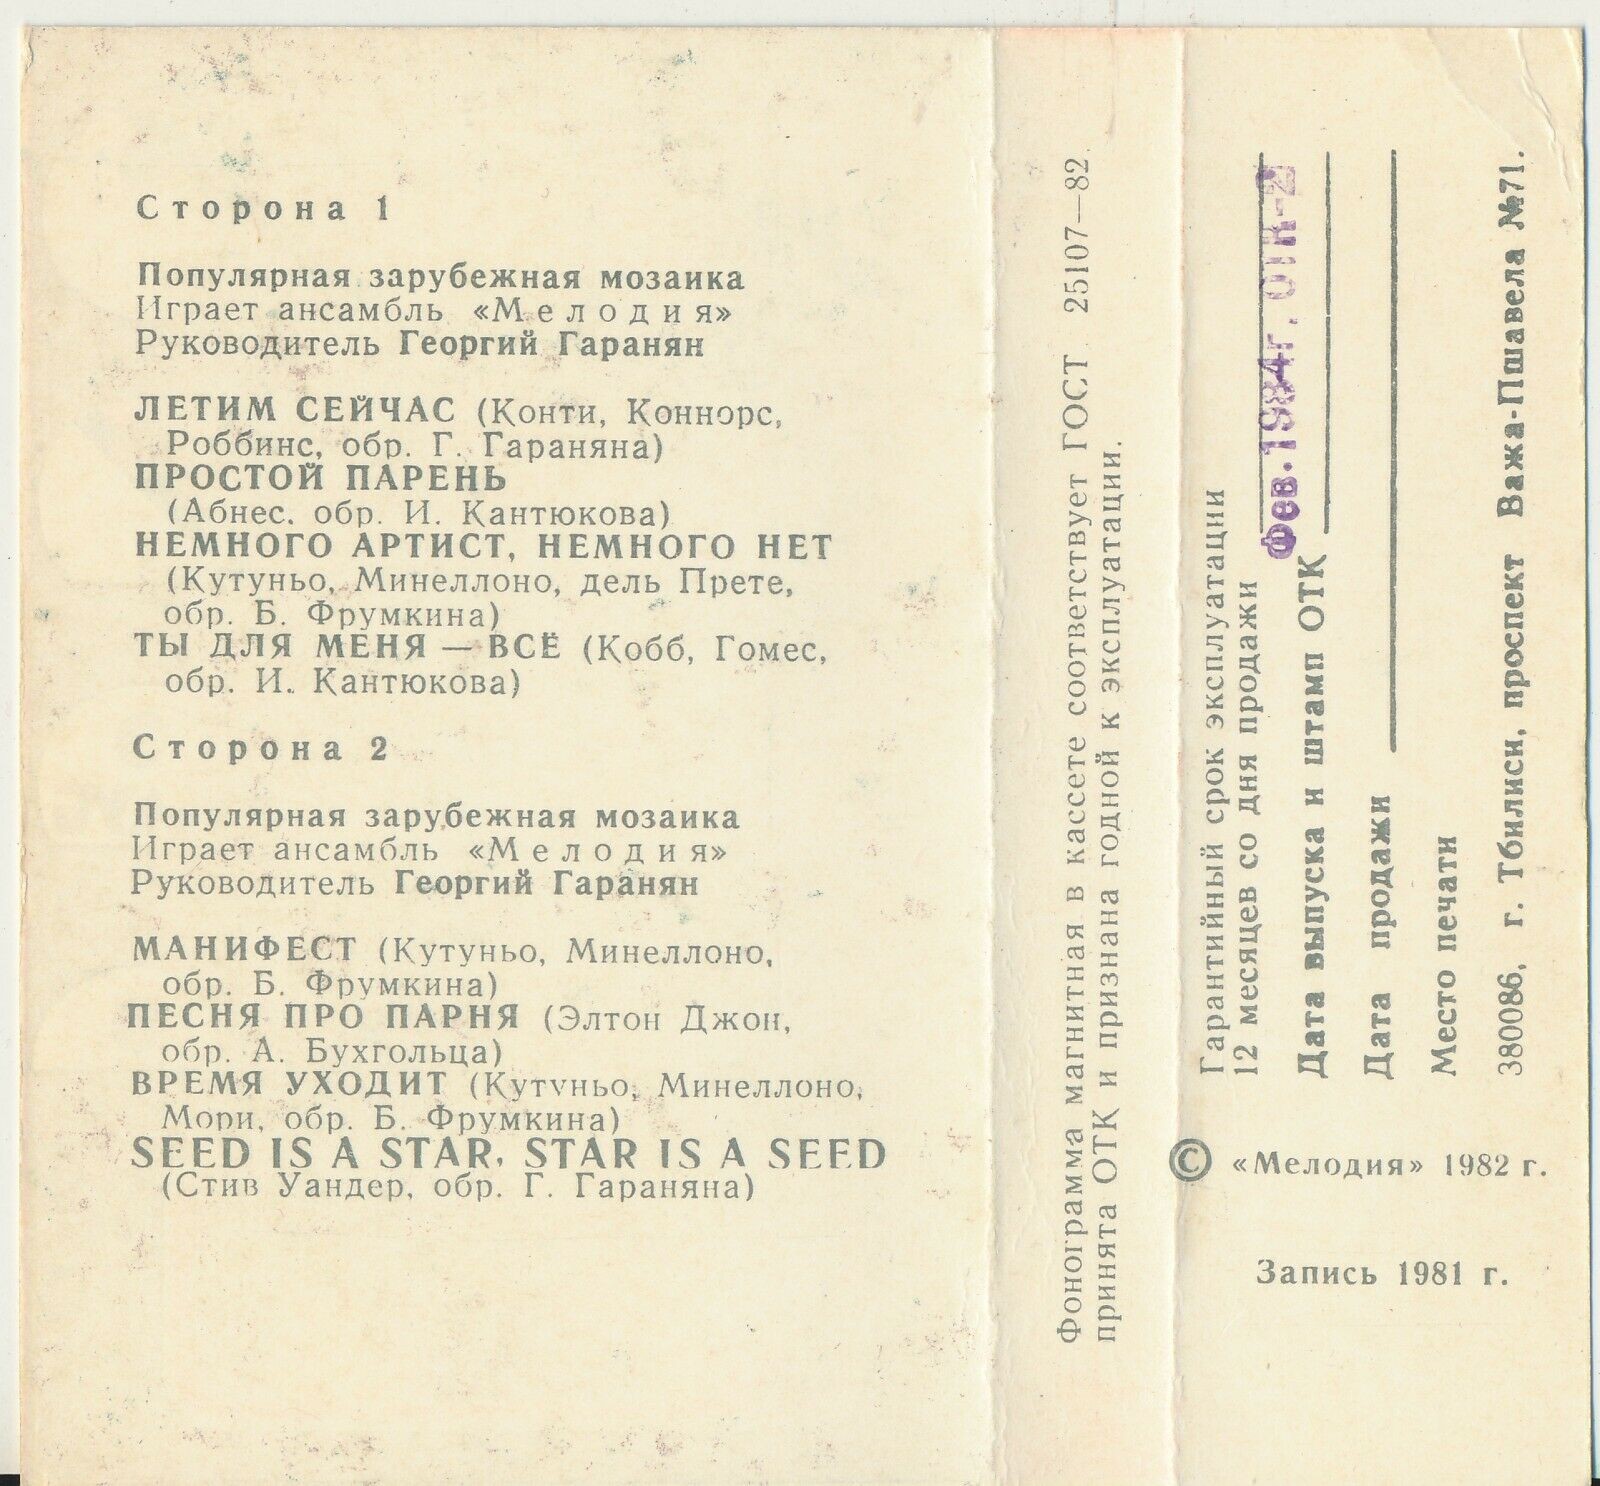 Сторона 1
Популярная зарубежная мозаика
Играет ансамбль «Мелодия»
Руководитель Георгий Гаранян
ЛЕТИМ СЕЙЧАС (Конти, Коннорс,
Роббинс, обр. Г. Гараняна)
ПРОСТОЙ ПАРЕНЬ
(Абнес. обр. И. Кантюкова)
НЕМНОГО АРТИСТ, НЕМНОГО НЕТ
(Кутуньо, Минеллоно, дель Прете,
обр. Б. Фрумкина)
ТЫ ДЛЯ МЕНЯ — ВСЁ (Кобб, Гомес,
обр. И. Кантюкова)
Сторона 2
Популярная зарубежная мозаика
Играет ансамбль «Мелодия»
Руководитель Георгий Гаранян
МАНИФЕСТ (Кутуньо, Минеллоно,
обр. Б. Фрумкина)
ПЕСНЯ ПРО ПАРНЯ (Элтон Джон,
обр. А. Бухгольца)
ВРЕМЯ УХОДИТ (Кутуньо, Минеллоно,
Мори, обр. Б. Фрумкина)
SEED IS A STAR, STAR IS A SEED
(Стив Уандер, обр. Г. Гараняна)
Фонограмма магнитная в кассете соответствует ГОСТ 25107—82.
принята ОТК и признана годной к эксплуатации.
Гарантийный срок эксплуатации
12 месяцев со дня продажи
Фев.1984г. ОТК-2
Дата выпуска и штамп ОТК
Дата продажи
Место печати
380086, г. Тбилиси, проспект Важа-Пшавела №71.
© «Мелодия» 1982 г.
Запись 1981 г.